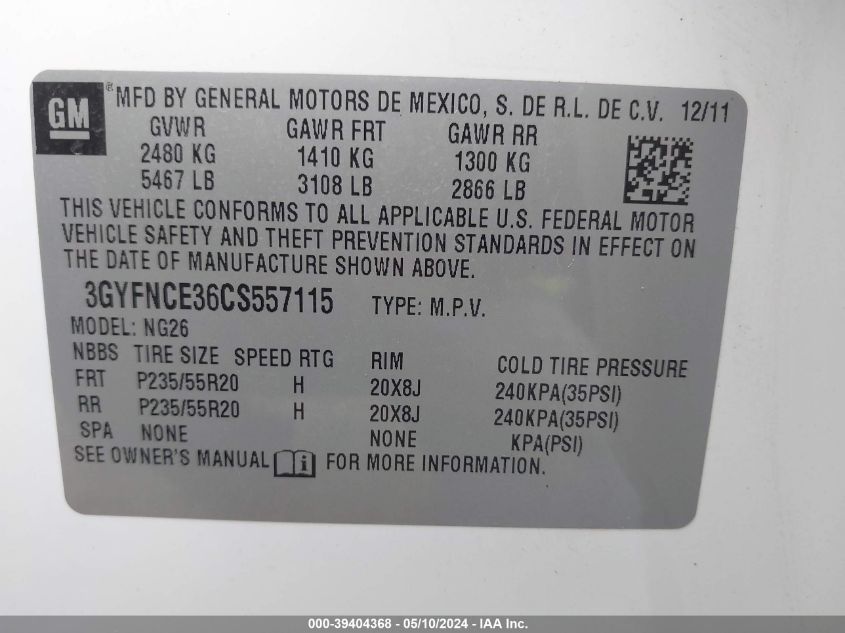 GM ® MFD BY GENERAL MOTORS DE MEXICO, S. DE R.L. DE C.V. 12/11
GVWR GAWR FRT GAWR RR
2480 KG 1410 KG 1300 KG
5467 LB 3108 LB 2866 LB
THIS VEHICLE CONFORMS TO ALL APPLICABLE U.S. FEDERAL MOTOR
VEHICLE SAFETY AND THEFT PREVENTION STANDARDS IN EFFECT ON
THE DATE OF MANUFACTURE SHOWN ABOVE.
3GYFNCE36CS557115 TYPE: M.P.V.
MODEL: NG26
NBBS TIRE SIZE SPEED RTG RIM COLD TIRE PRESSURE
FRT P235/55R20 H 20X8J 240KPA(35PSI)
RR P235/55R20 H 20X8J 240KPA(35PSI)
SPA NONE NONE KPA(PSI)
SEE OWNER'S MANUAL i FOR MORE INFORMATION.
000-39404368 - 05/10/2024 - IAA Inc.